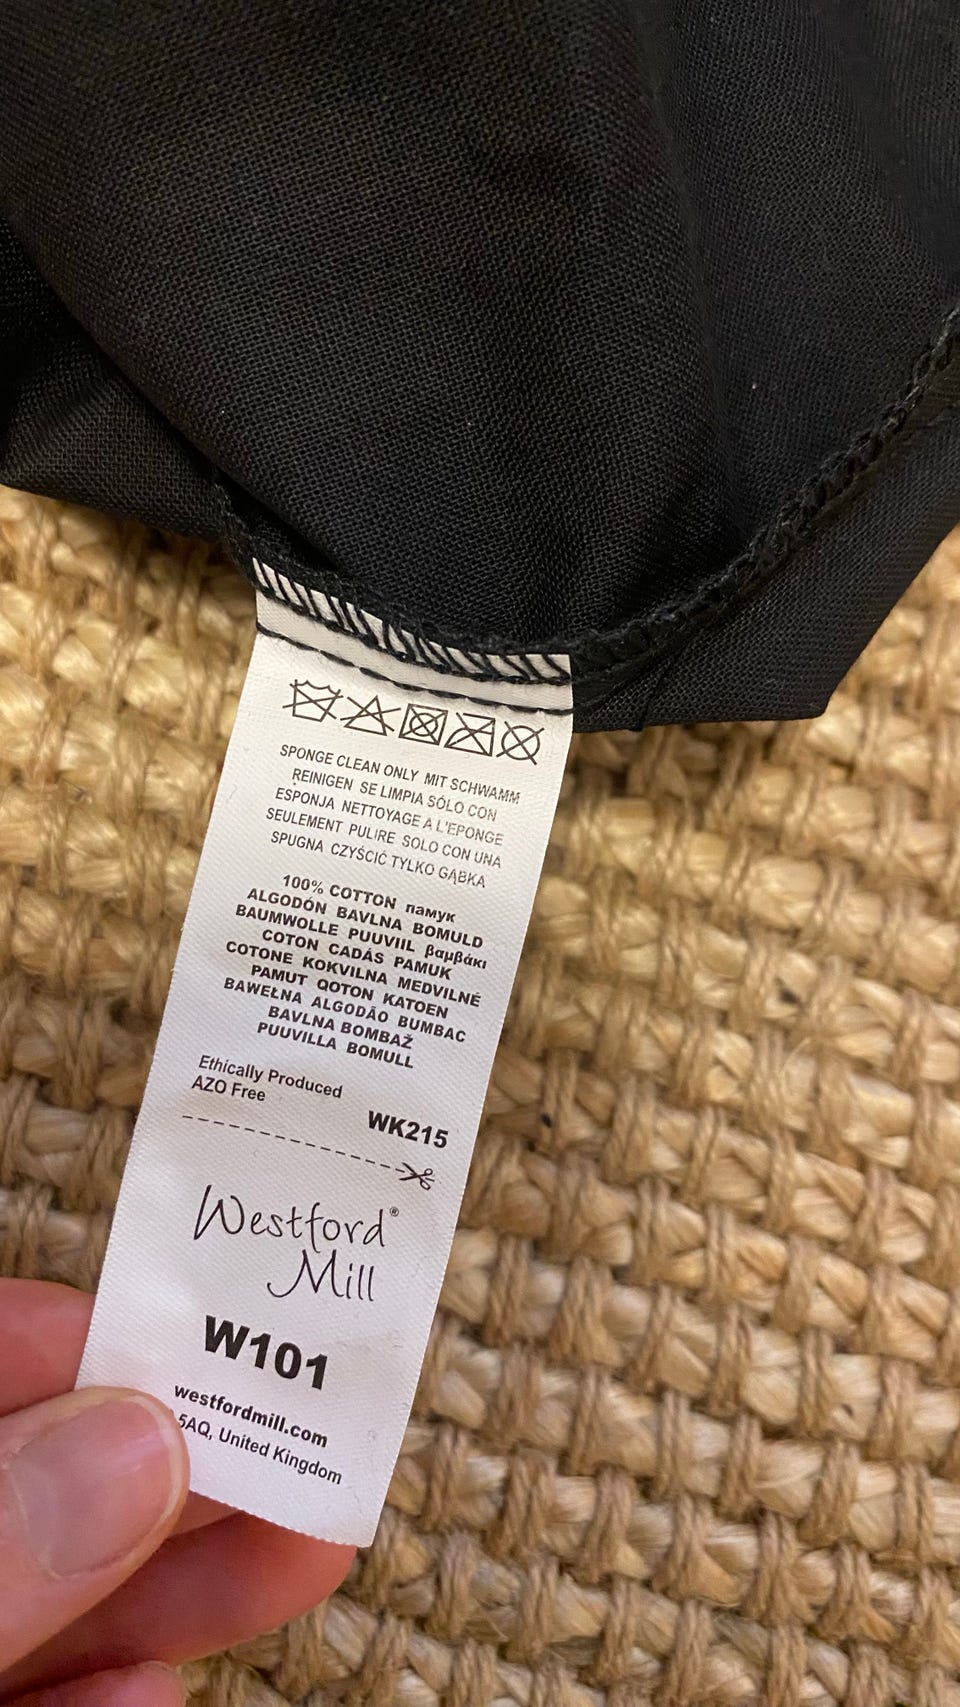 SPONGE CLEAN ONLY MIT SCHWAMM
REINIGEN SE LIMPIA SÓLO CON
ESPONJA NETTOYAGE A L'EPONGE
SEULEMENT PULIRE SOLO CON UNA
SPUGNA CZYŚCIĆ TYLKO GĄBKA
100% COTTON памук
ALGODÓN BAVLNA BOMULD
BAUMWOLLE PUUVIIL βαμβάκι
COTON CADÁS PAMUK
COTONE KOKVILNA MEDVILNÉ
PAMUT QOTON KATOEN
BAWEŁNA ALGODÃO BUMBAC
BAVLNA BOMBAŽ
PUUVILLA BOMULL
Ethically Produced
AZO Free
WK215
Westford®
Mill
W101
westfordmill.com
5AQ, United Kingdom